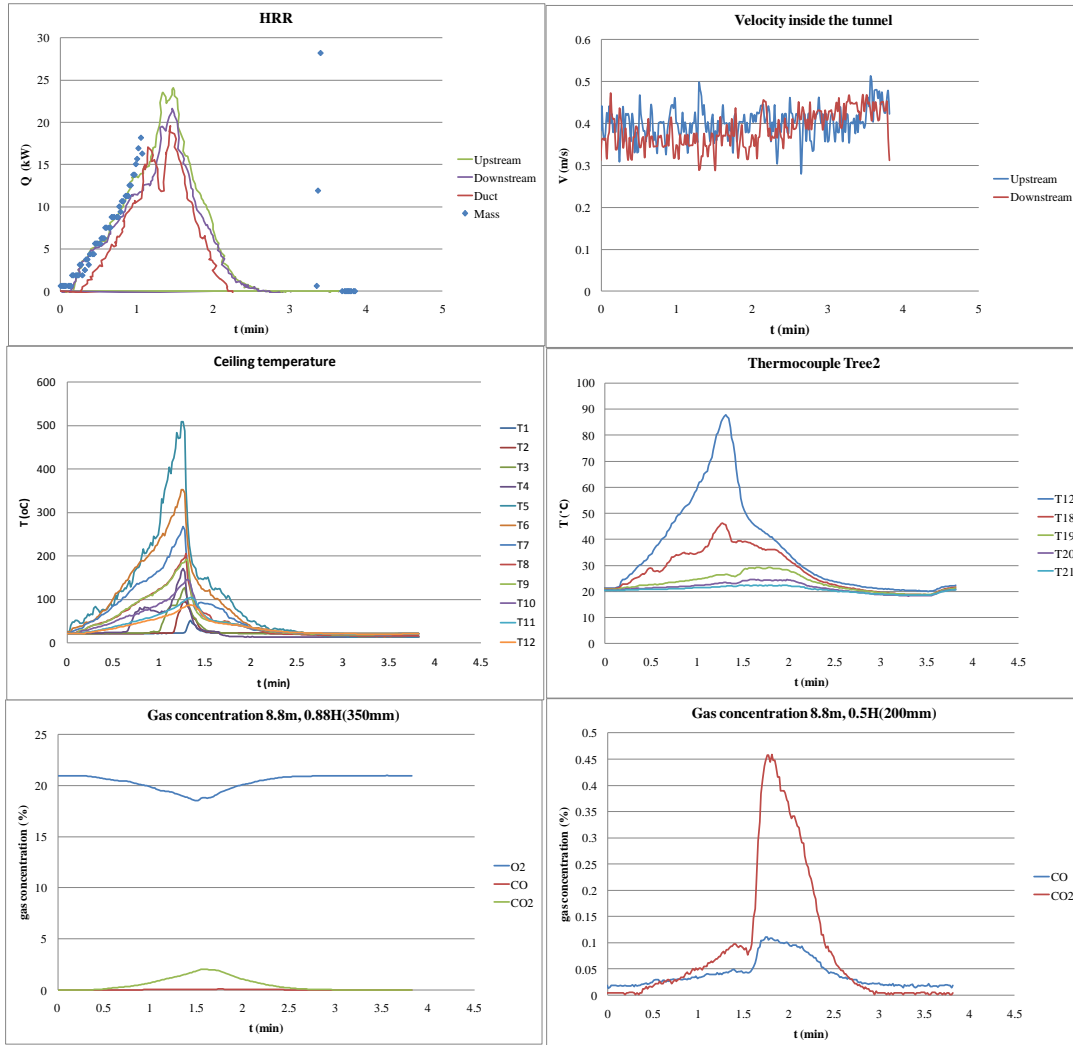 HRR
30
25
20
15
10
5
0
Q (kW)
0 1 2 3 4 5
t (min)
Upstream
Downstream
Duct
Mass
Velocity inside the tunnel
0.6
0.5
0.4
0.3
0.2
0.1
0
V (m/s)
0 1 2 3 4 5
t (min)
Upstream
Downstream
Ceiling temperature
600
500
400
300
200
100
0
T (oC)
0 0.5 1 1.5 2 2.5 3 3.5 4 4.5
t (min)
T1
T2
T3
T4
T5
T6
T7
T8
T9
T10
T11
T12
Thermocouple Tree2
100
90
80
70
60
50
40
30
20
10
0
T (°C)
0 0.5 1 1.5 2 2.5 3 3.5 4 4.5
t (min)
T12
T18
T19
T20
T21
Gas concentration 8.8m, 0.88H(350mm)
25
20
15
10
5
0
gas concentration (%)
0 0.5 1 1.5 2 2.5 3 3.5 4 4.5
t (min)
O2
CO
CO2
Gas concentration 8.8m, 0.5H(200mm)
0.5
0.45
0.4
0.35
0.3
0.25
0.2
0.15
0.1
0.05
0
gas concentration (%)
0 0.5 1 1.5 2 2.5 3 3.5 4 4.5
t (min)
CO
CO2